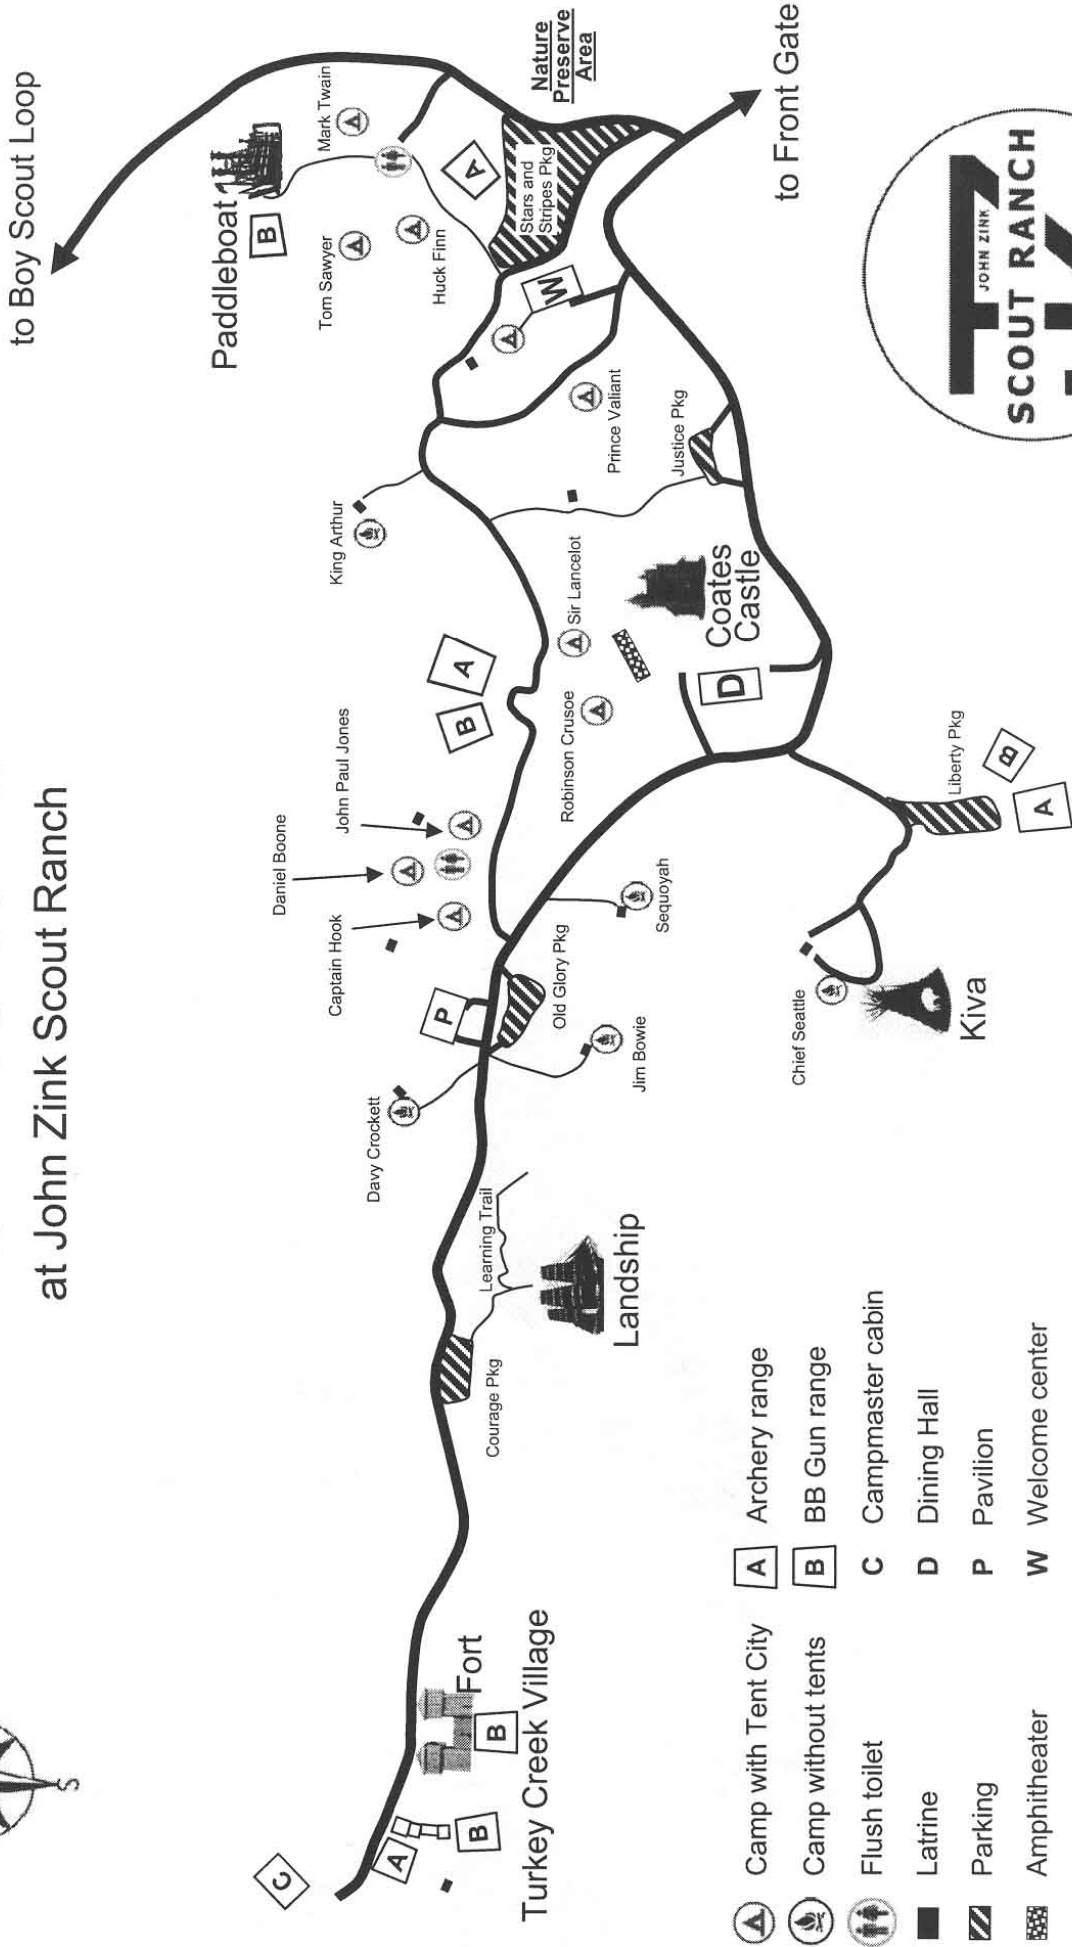 at John Zink Scout Ranch
to Boy Scout Loop
S
Paddleboat
B
Mark Twain
Tom Sawyer
Huck Finn
A
Nature
Preserve
Area
Stars and
Stripes Pkg
to Front Gate
W
King Arthur
Prince Valiant
Justice Pkg
Sir Lancelot
Coates
Castle
A
B
D
Robinson Crusoe
John Paul Jones
Daniel Boone
Captain Hook
Liberty Pkg
B
A
Sequoyah
Old Glory Pkg
P
Chief Seattle
Kiva
Jim Bowie
Davy Crockett
Learning Trail
Landship
Courage Pkg
Fort
B
Turkey Creek Village
A
B
C
Camp with Tent City
Camp without tents
Flush toilet
Latrine
Parking
Amphitheater
A Archery range
B BB Gun range
C Campmaster cabin
D Dining Hall
P Pavilion
W Welcome center
JOHN ZINK
SCOUT RANCH